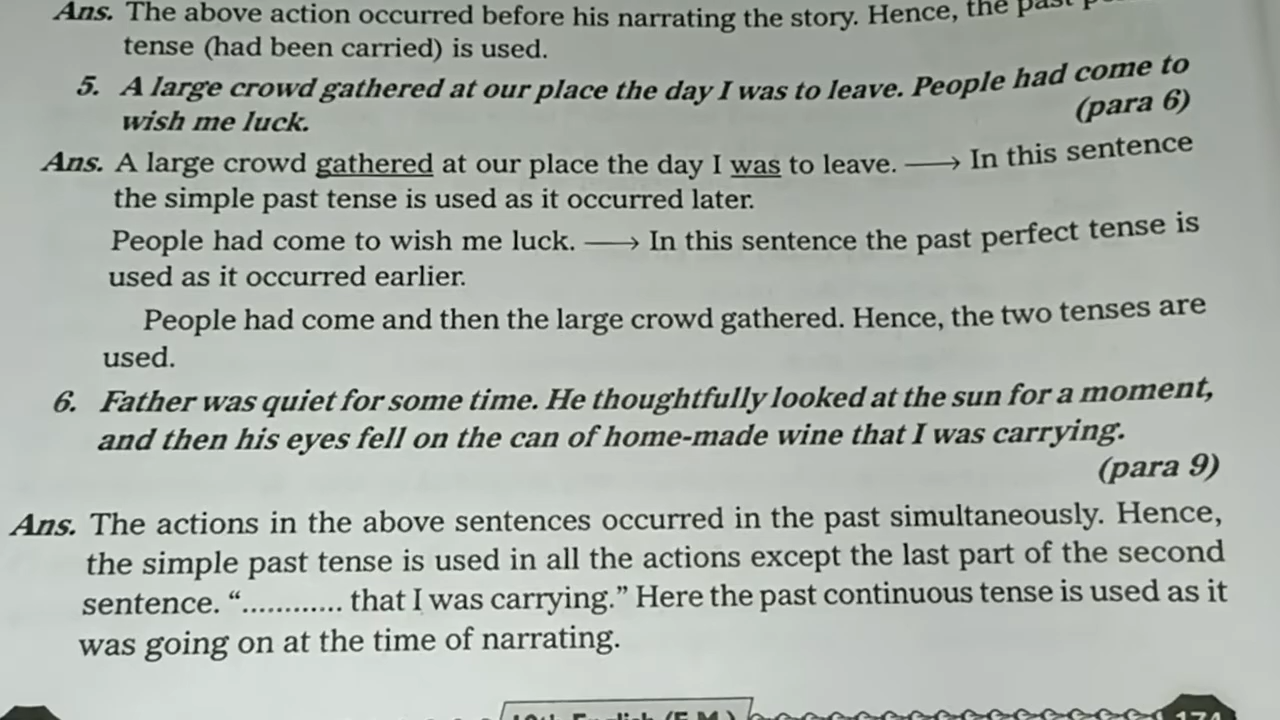 Ans. The above action occurred before his narrating the story. Hence, the past
tense (had been carried) is used.
5. A large crowd gathered at our place the day I was to leave. People had come to
wish me luck. (para 6)
Ans. A large crowd gathered at our place the day I was to leave. ⟶ In this sentence
the simple past tense is used as it occurred later.
People had come to wish me luck. ⟶ In this sentence the past perfect tense is
used as it occurred earlier.
People had come and then the large crowd gathered. Hence, the two tenses are
used.
6. Father was quiet for some time. He thoughtfully looked at the sun for a moment,
and then his eyes fell on the can of home-made wine that I was carrying.
(para 9)
Ans. The actions in the above sentences occurred in the past simultaneously. Hence,
the simple past tense is used in all the actions except the last part of the second
sentence. “............ that I was carrying.” Here the past continuous tense is used as it
was going on at the time of narrating.
10th English (E.M.)